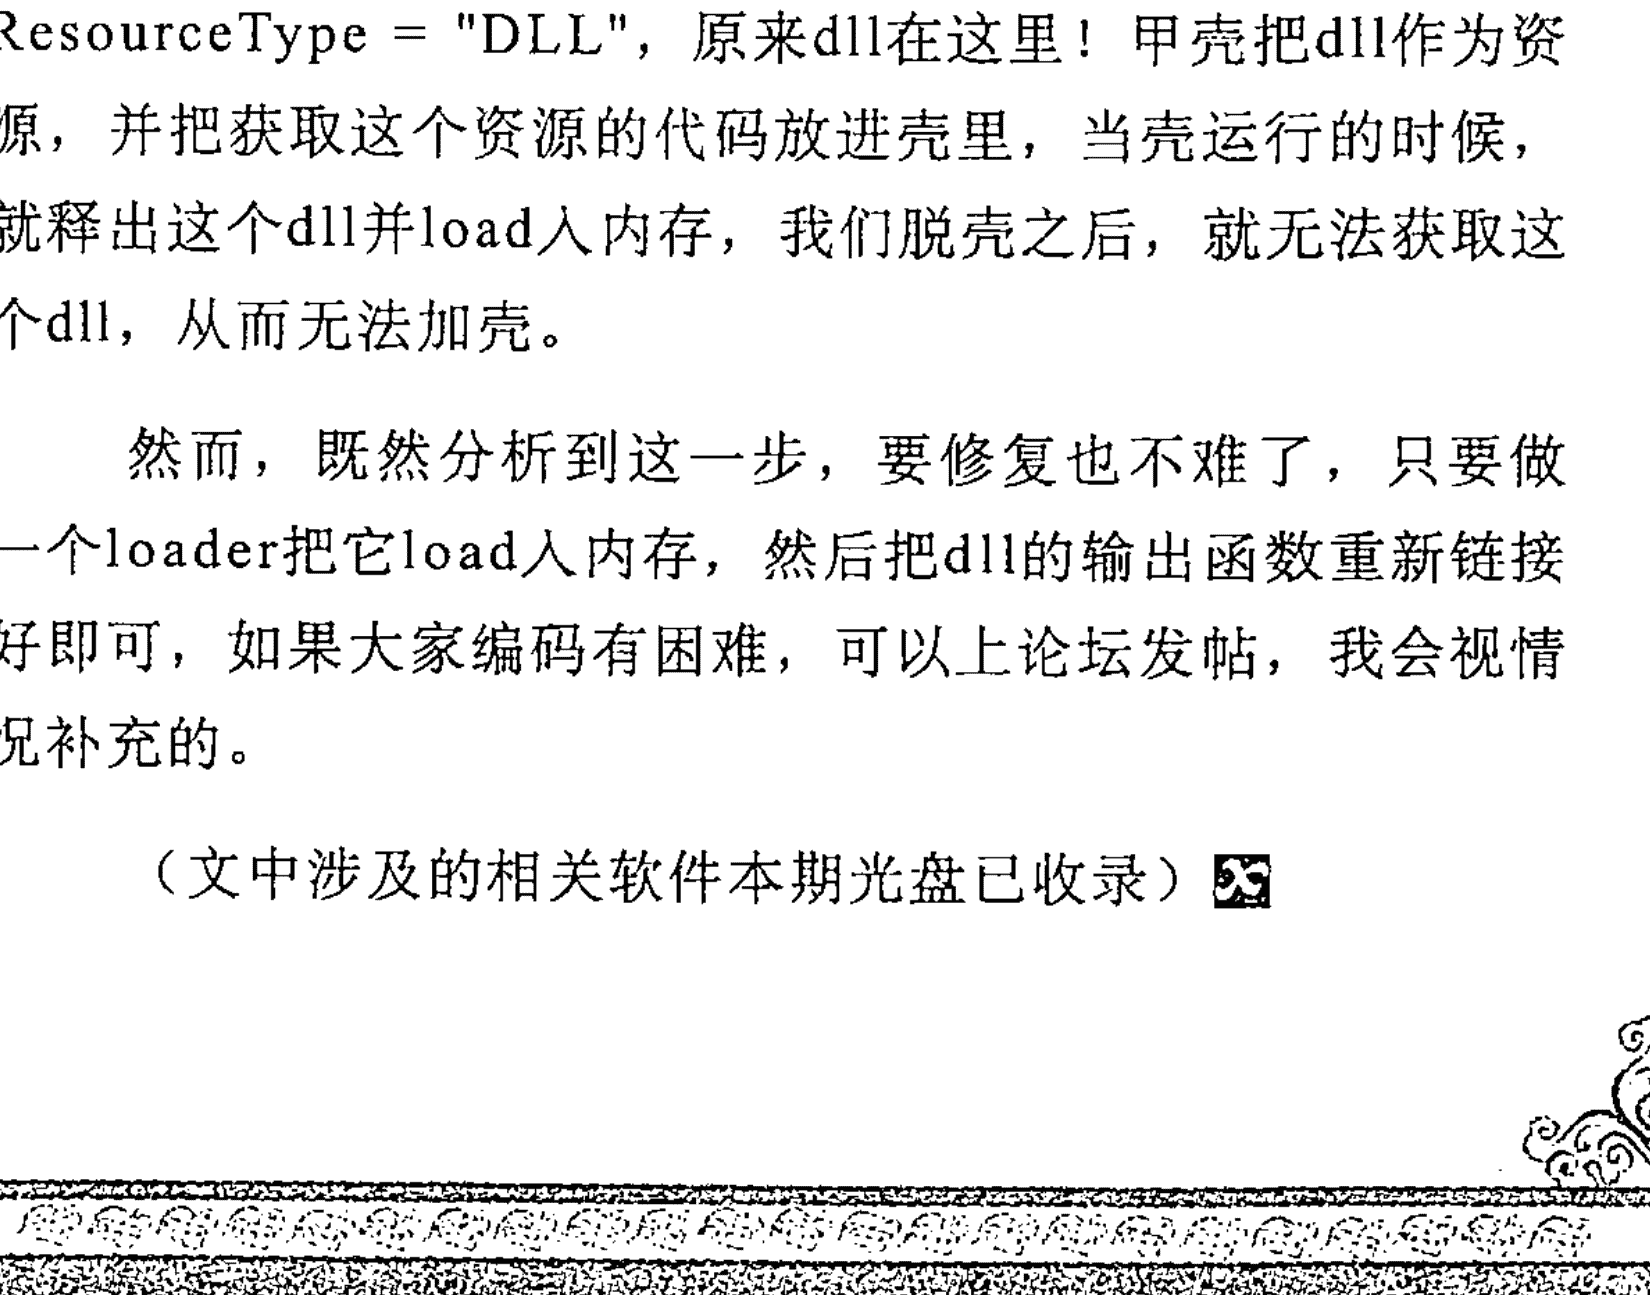 ResourceType = "DLL"，原来dll在这里！甲壳把dll作为资
源，并把获取这个资源的代码放进壳里，当壳运行的时候，
就释出这个dll并load入内存，我们脱壳之后，就无法获取这
个dll，从而无法加壳。
然而，既然分析到这一步，要修复也不难了，只要做
一个loader把它load入内存，然后把dll的输出函数重新链接
好即可，如果大家编码有困难，可以上论坛发帖，我会视情
况补充的。
（文中涉及的相关软件本期光盘已收录）